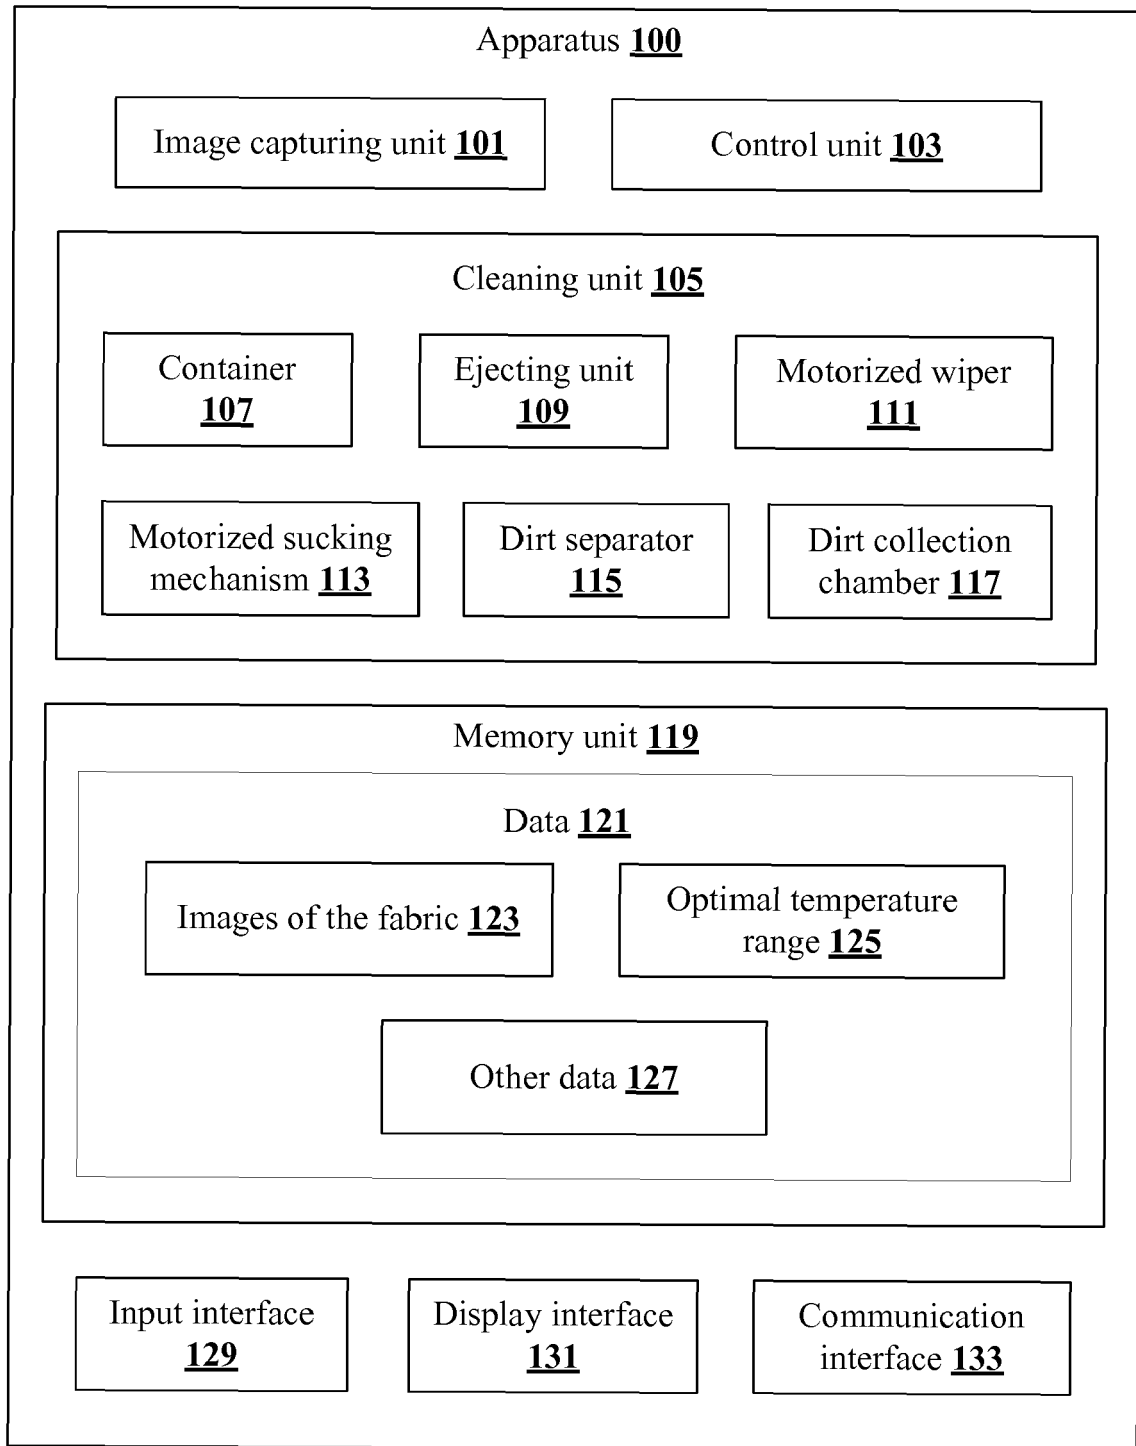 Apparatus 100
Image capturing unit 101
Control unit 103
Cleaning unit 105
Container
107
Ejecting unit
109
Motorized wiper
111
Motorized sucking
mechanism 113
Dirt separator
115
Dirt collection
chamber 117
Memory unit 119
Data 121
Images of the fabric 123
Optimal temperature
range 125
Other data 127
Input interface
129
Display interface
131
Communication
interface 133